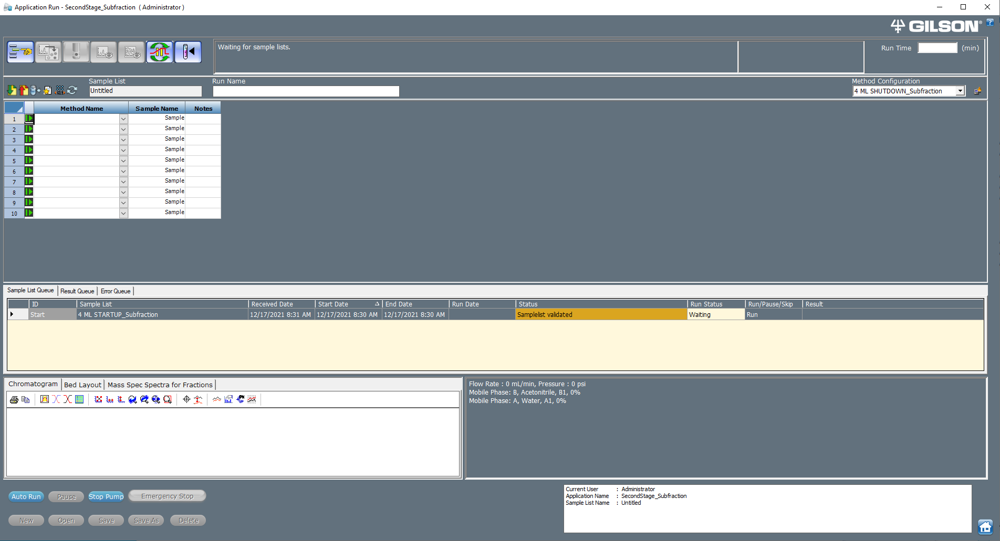 Application Run - SecondStage_Subfraction  ( Administrator )
GILSON®
?
Waiting for sample lists.
Run Time (min)
Sample List
Run Name
Method Configuration
123
Untitled
4 ML SHUTDOWN_Subfraction
Method Name Sample Name Notes
1 Sample
2 Sample
3 Sample
4 Sample
5 Sample
6 Sample
7 Sample
8 Sample
9 Sample
10 Sample
Sample List Queue Result Queue Error Queue
ID Sample List Received Date Start Date End Date Run Date Status Run Status Run/Pause/Skip Result
Start 4 ML STARTUP_Subfraction 12/17/2021 8:31 AM 12/17/2021 8:30 AM 12/17/2021 8:30 AM Samplelist validated Waiting Run
Chromatogram Bed Layout Mass Spec Spectra for Fractions
Flow Rate : 0 mL/min, Pressure : 0 psi
Mobile Phase: B, Acetonitrile, B1, 0%
Mobile Phase: A, Water, A1, 0%
Auto Run Pause Stop Pump Emergency Stop
New Open Save Save As Delete
Current User : Administrator
Application Name : SecondStage_Subfraction
Sample List Name : Untitled